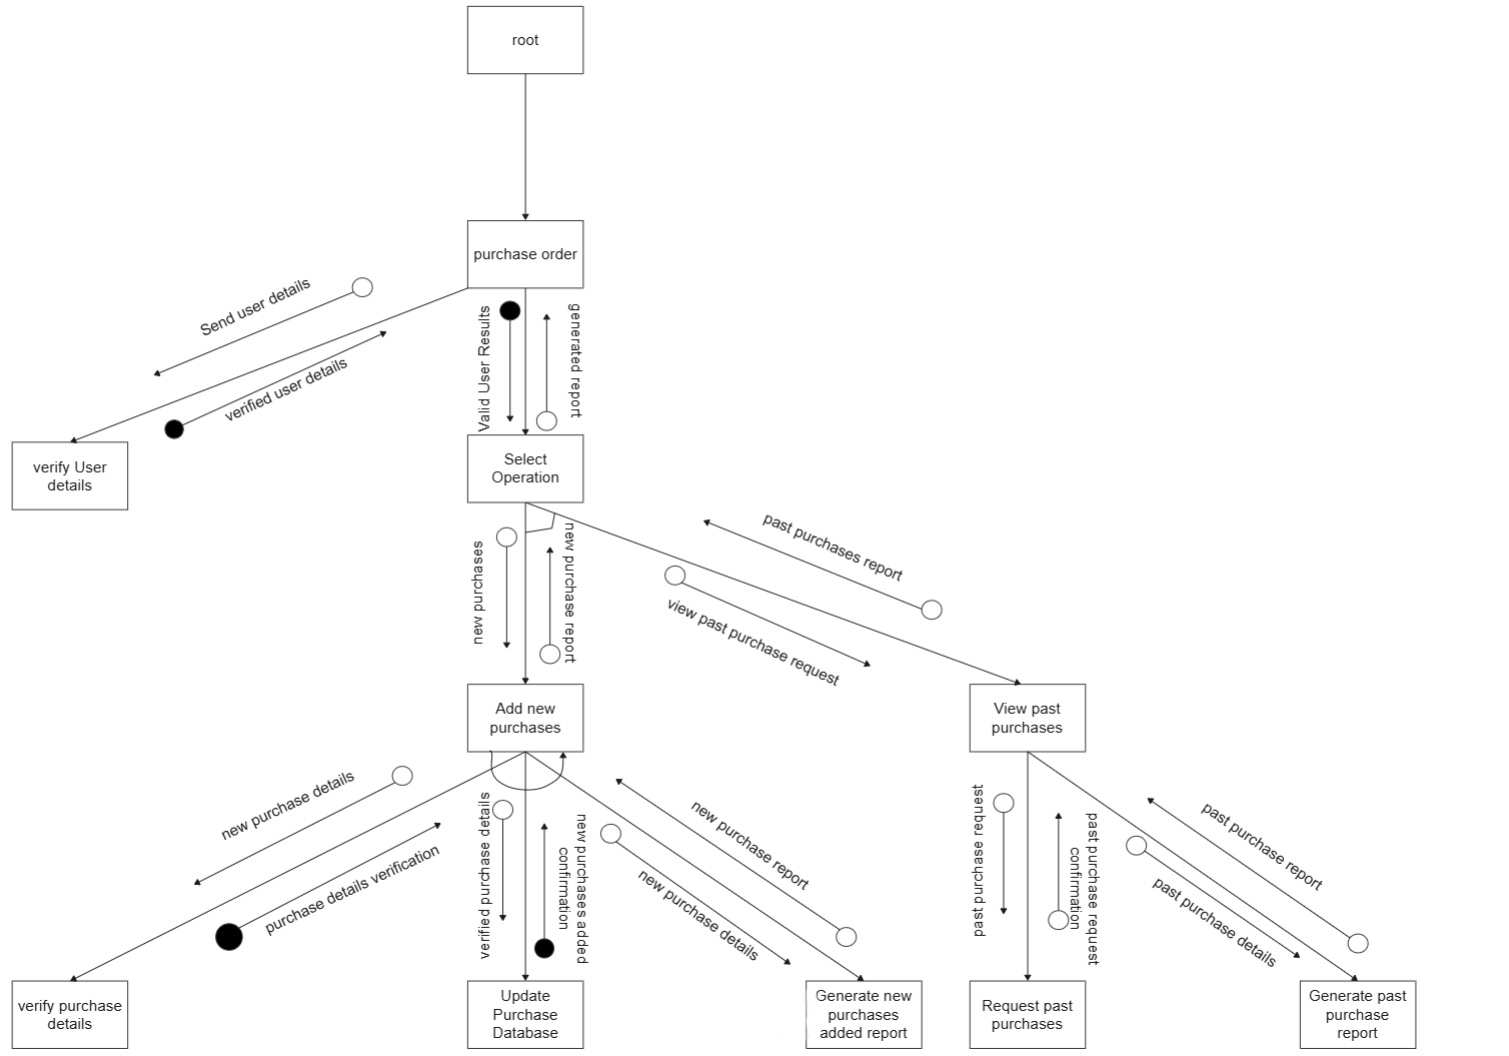 root
purchase order
Send user details
verified user details
Valid User Results
generated report
verify User
details
Select
Operation
new purchases
new purchase report
past purchases report
view past purchase request
Add new
purchases
View past
purchases
new purchase details
purchase details verification
verified purchase details
new purchases added
confirmation
new purchase report
new purchase details
past purchase request
past purchase request
confirmation
past purchase report
past purchase details
verify purchase
details
Update
Purchase
Database
Generate new
purchases
added report
Request past
purchases
Generate past
purchase
report